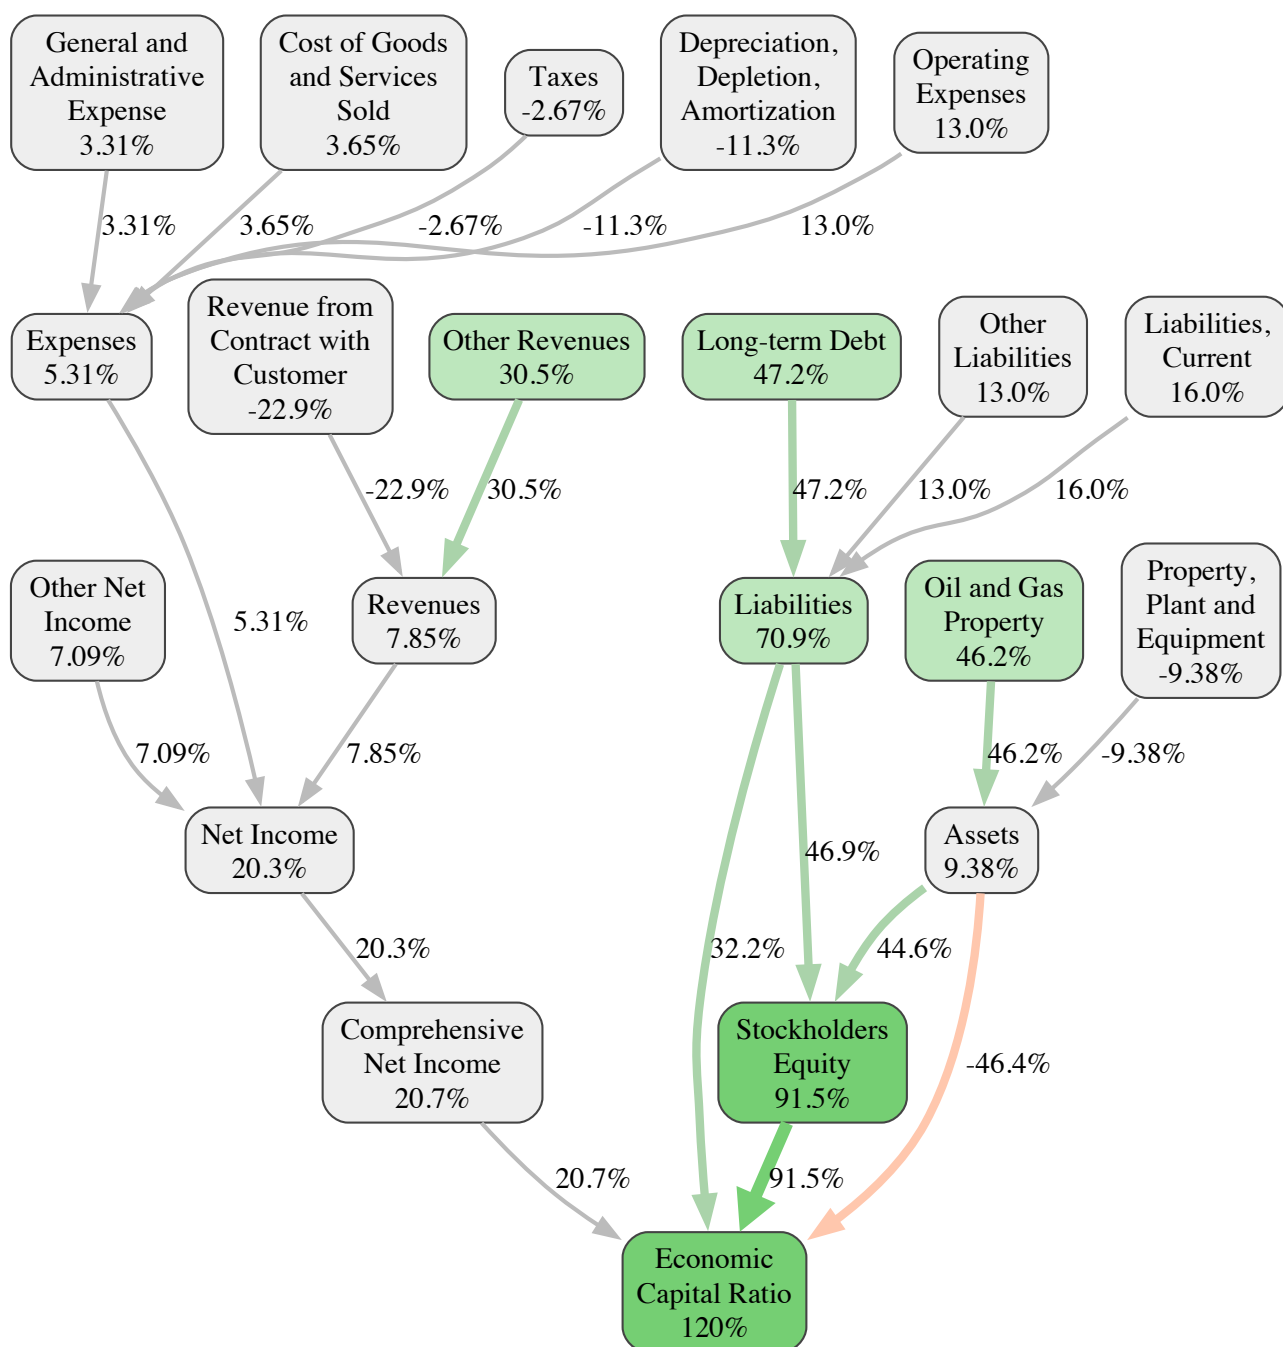 General and
Administrative
Expense
3.31%
Cost of Goods
and Services
Sold
3.65%
Taxes
-2.67%
Depreciation,
Depletion,
Amortization
-11.3%
Operating
Expenses
13.0%
3.31%
3.65%
-2.67%
-11.3%
13.0%
Expenses
5.31%
Revenue from
Contract with
Customer
-22.9%
Other Revenues
30.5%
Long-term Debt
47.2%
Other
Liabilities
13.0%
Liabilities,
Current
16.0%
-22.9%
30.5%
47.2%
13.0%
16.0%
Other Net
Income
7.09%
5.31%
Revenues
7.85%
Liabilities
70.9%
Oil and Gas
Property
46.2%
Property,
Plant and
Equipment
-9.38%
7.09%
7.85%
46.2%
-9.38%
Net Income
20.3%
46.9%
Assets
9.38%
20.3%
32.2%
44.6%
Comprehensive
Net Income
20.7%
Stockholders
Equity
91.5%
-46.4%
20.7%
91.5%
Economic
Capital Ratio
120%